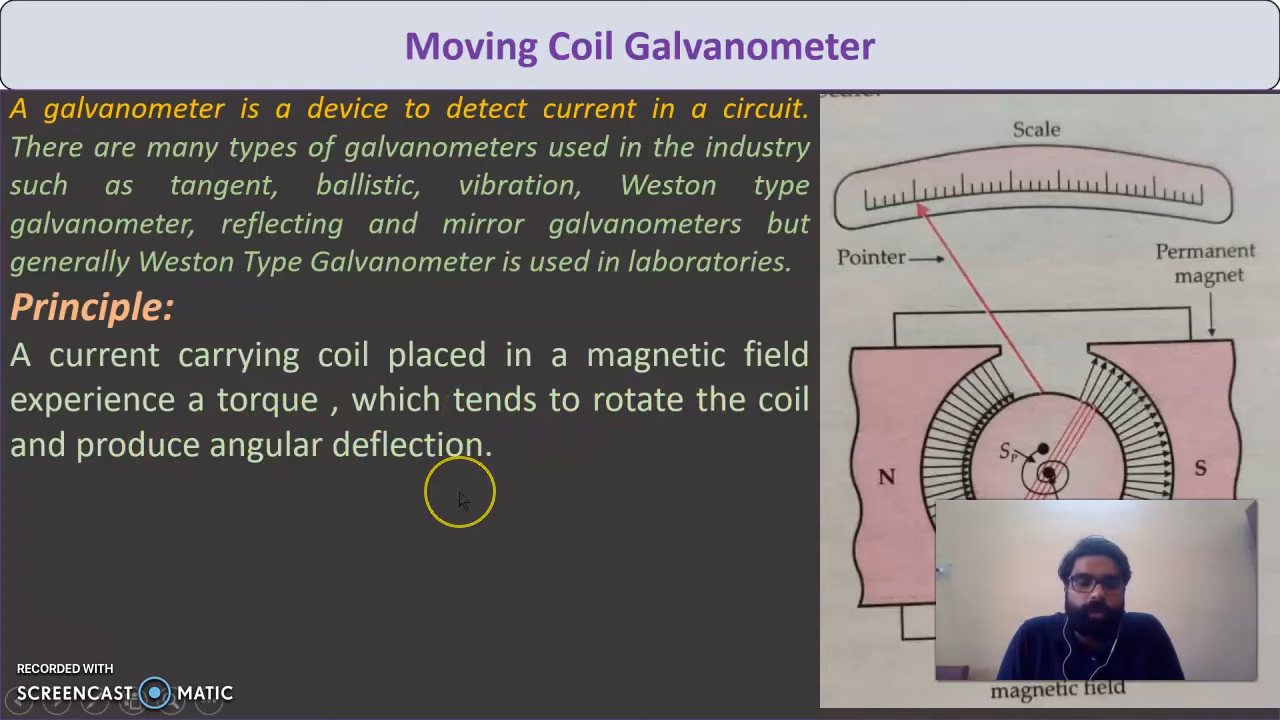 Moving Coil Galvanometer
A galvanometer is a device to detect current in a circuit.
There are many types of galvanometers used in the industry
such as tangent, ballistic, vibration, Weston type
galvanometer, reflecting and mirror galvanometers but
generally Weston Type Galvanometer is used in laboratories.
Principle:
A current carrying coil placed in a magnetic field
experience a torque , which tends to rotate the coil
and produce angular deflection.
Scale
Pointer
Permanent
magnet
Sp
N
S
magnetic field
RECORDED WITH
SCREENCAST MATIC